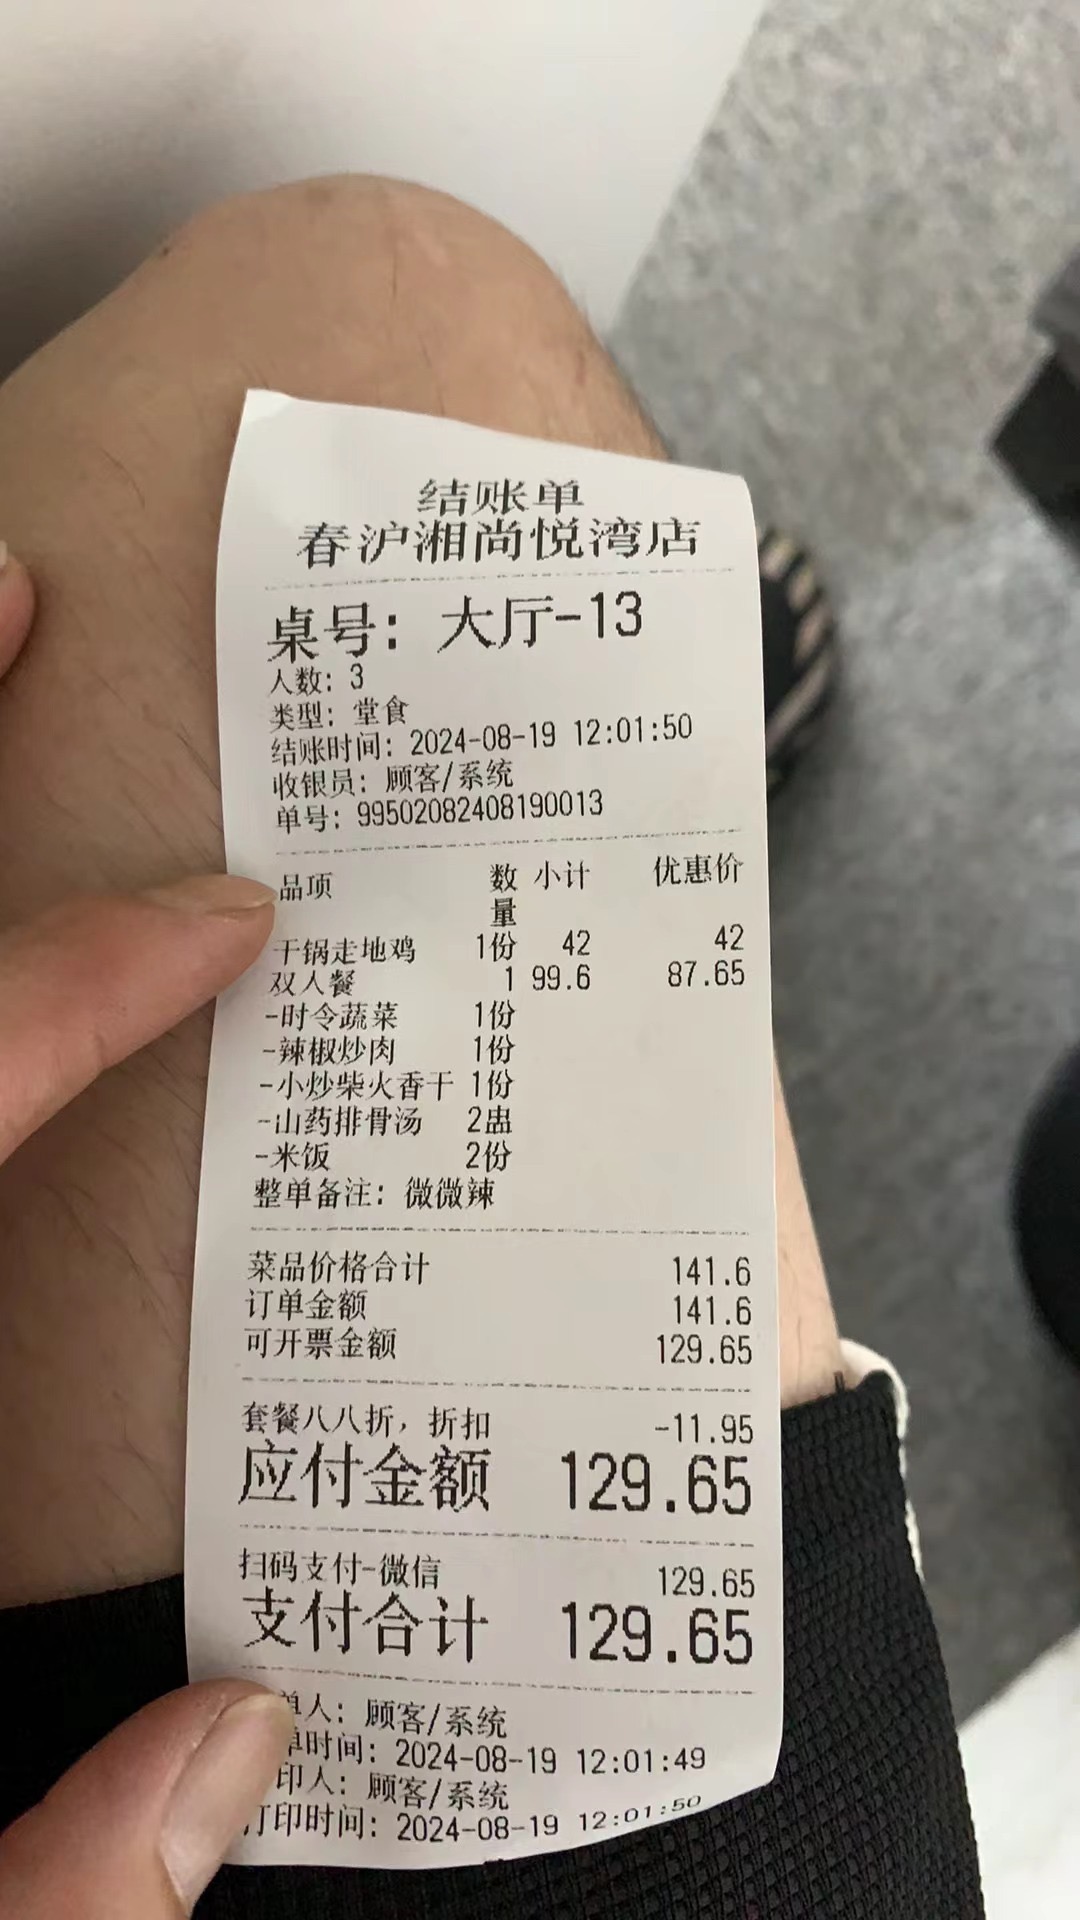 结账单
春沪湘尚悦湾店
桌号：大厅-13
人数：3
类型：堂食
结账时间：2024-08-19 12:01:50
收银员：顾客/系统
单号：99502082408190013
品项 数量 小计 优惠价
干锅走地鸡 1份 42 42
双人餐 1 99.6 87.65
-时令蔬菜 1份
-辣椒炒肉 1份
-小炒柴火香干 1份
-山药排骨汤 2盅
-米饭 2份
整单备注：微微辣
菜品价格合计 141.6
订单金额 141.6
可开票金额 129.65
套餐八八折，折扣 -11.95
应付金额 129.65
扫码支付-微信 129.65
支付合计 129.65
单人：顾客/系统
单时间：2024-08-19 12:01:49
印人：顾客/系统
打印时间：2024-08-19 12:01:50